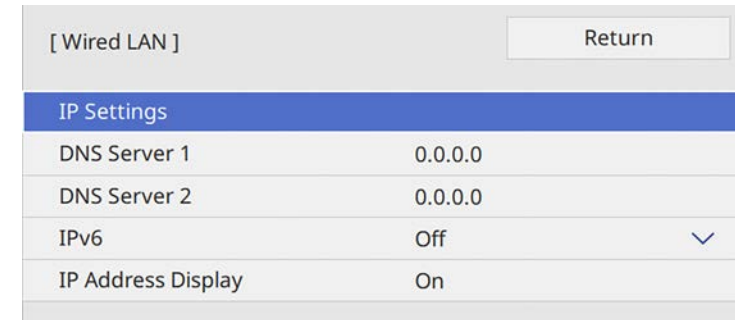 [ Wired LAN ]
Return
IP Settings
DNS Server 1 0.0.0.0
DNS Server 2 0.0.0.0
IPv6 Off
IP Address Display On